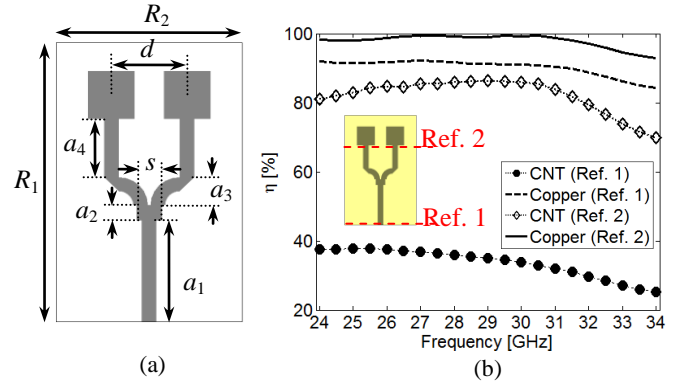 R2
d
a4
s
R1
a3
a2
a1
(a)
100
80
60
40
20
η [%]
Ref. 2
Ref. 1
CNT (Ref. 1)
Copper (Ref. 1)
CNT (Ref. 2)
Copper (Ref. 2)
24 25 26 27 28 29 30 31 32 33 34
Frequency [GHz]
(b)